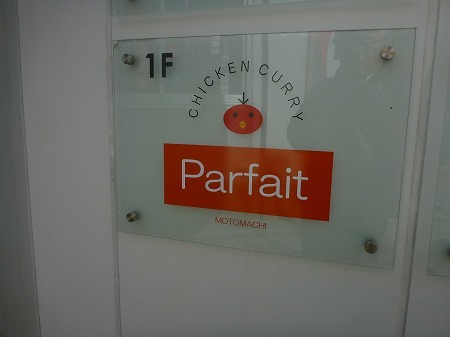 1F
CHICKEN CURRY
Parfait
MOTOMACHI